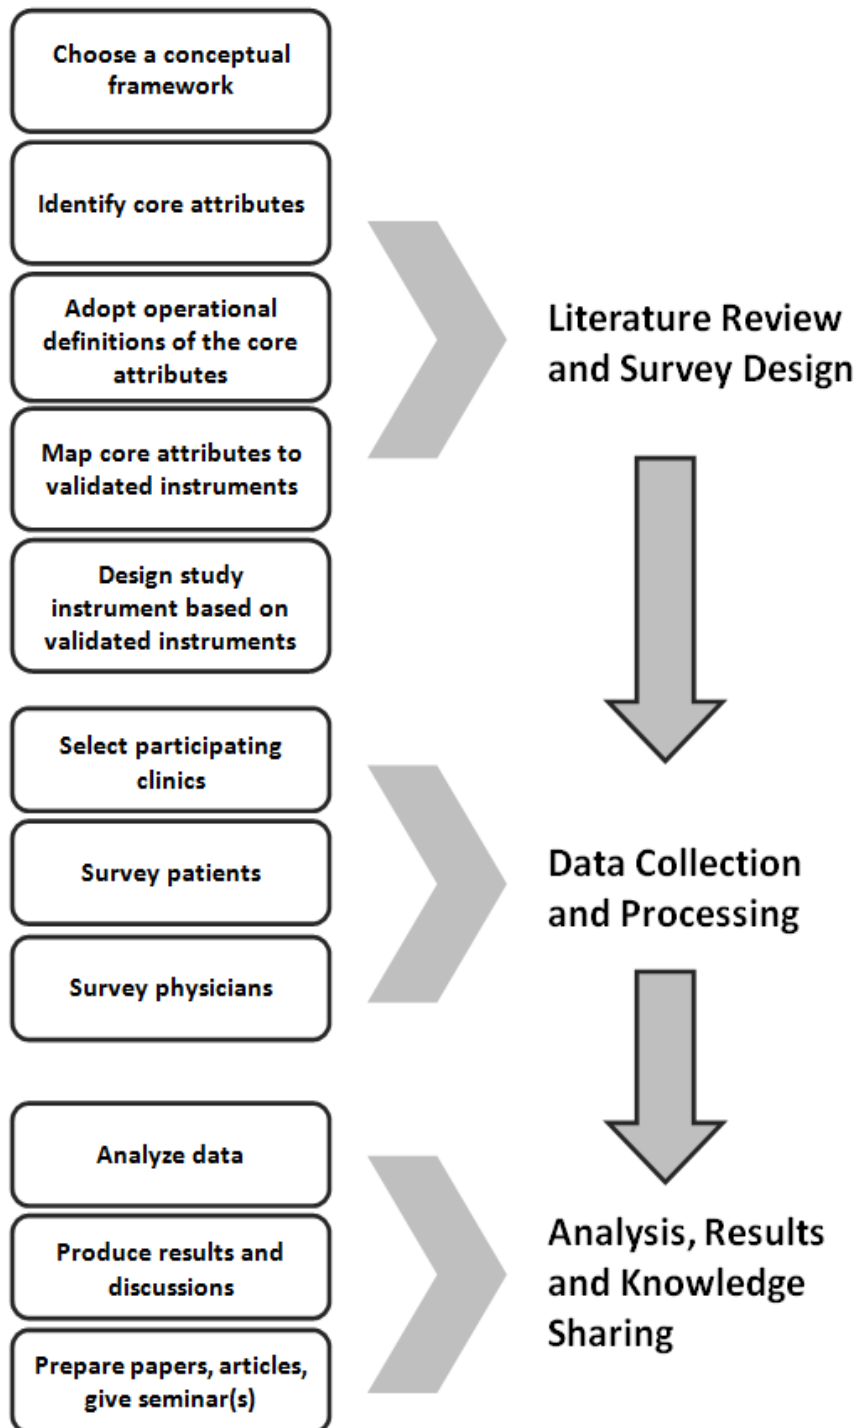 Choose a conceptual
framework
Identify core attributes
Adopt operational
definitions of the core
attributes
Map core attributes to
validated instruments
Design study
instrument based on
validated instruments
Literature Review
and Survey Design
Select participating
clinics
Survey patients
Survey physicians
Data Collection
and Processing
Analyze data
Produce results and
discussions
Prepare papers, articles,
give seminar(s)
Analysis, Results
and Knowledge
Sharing